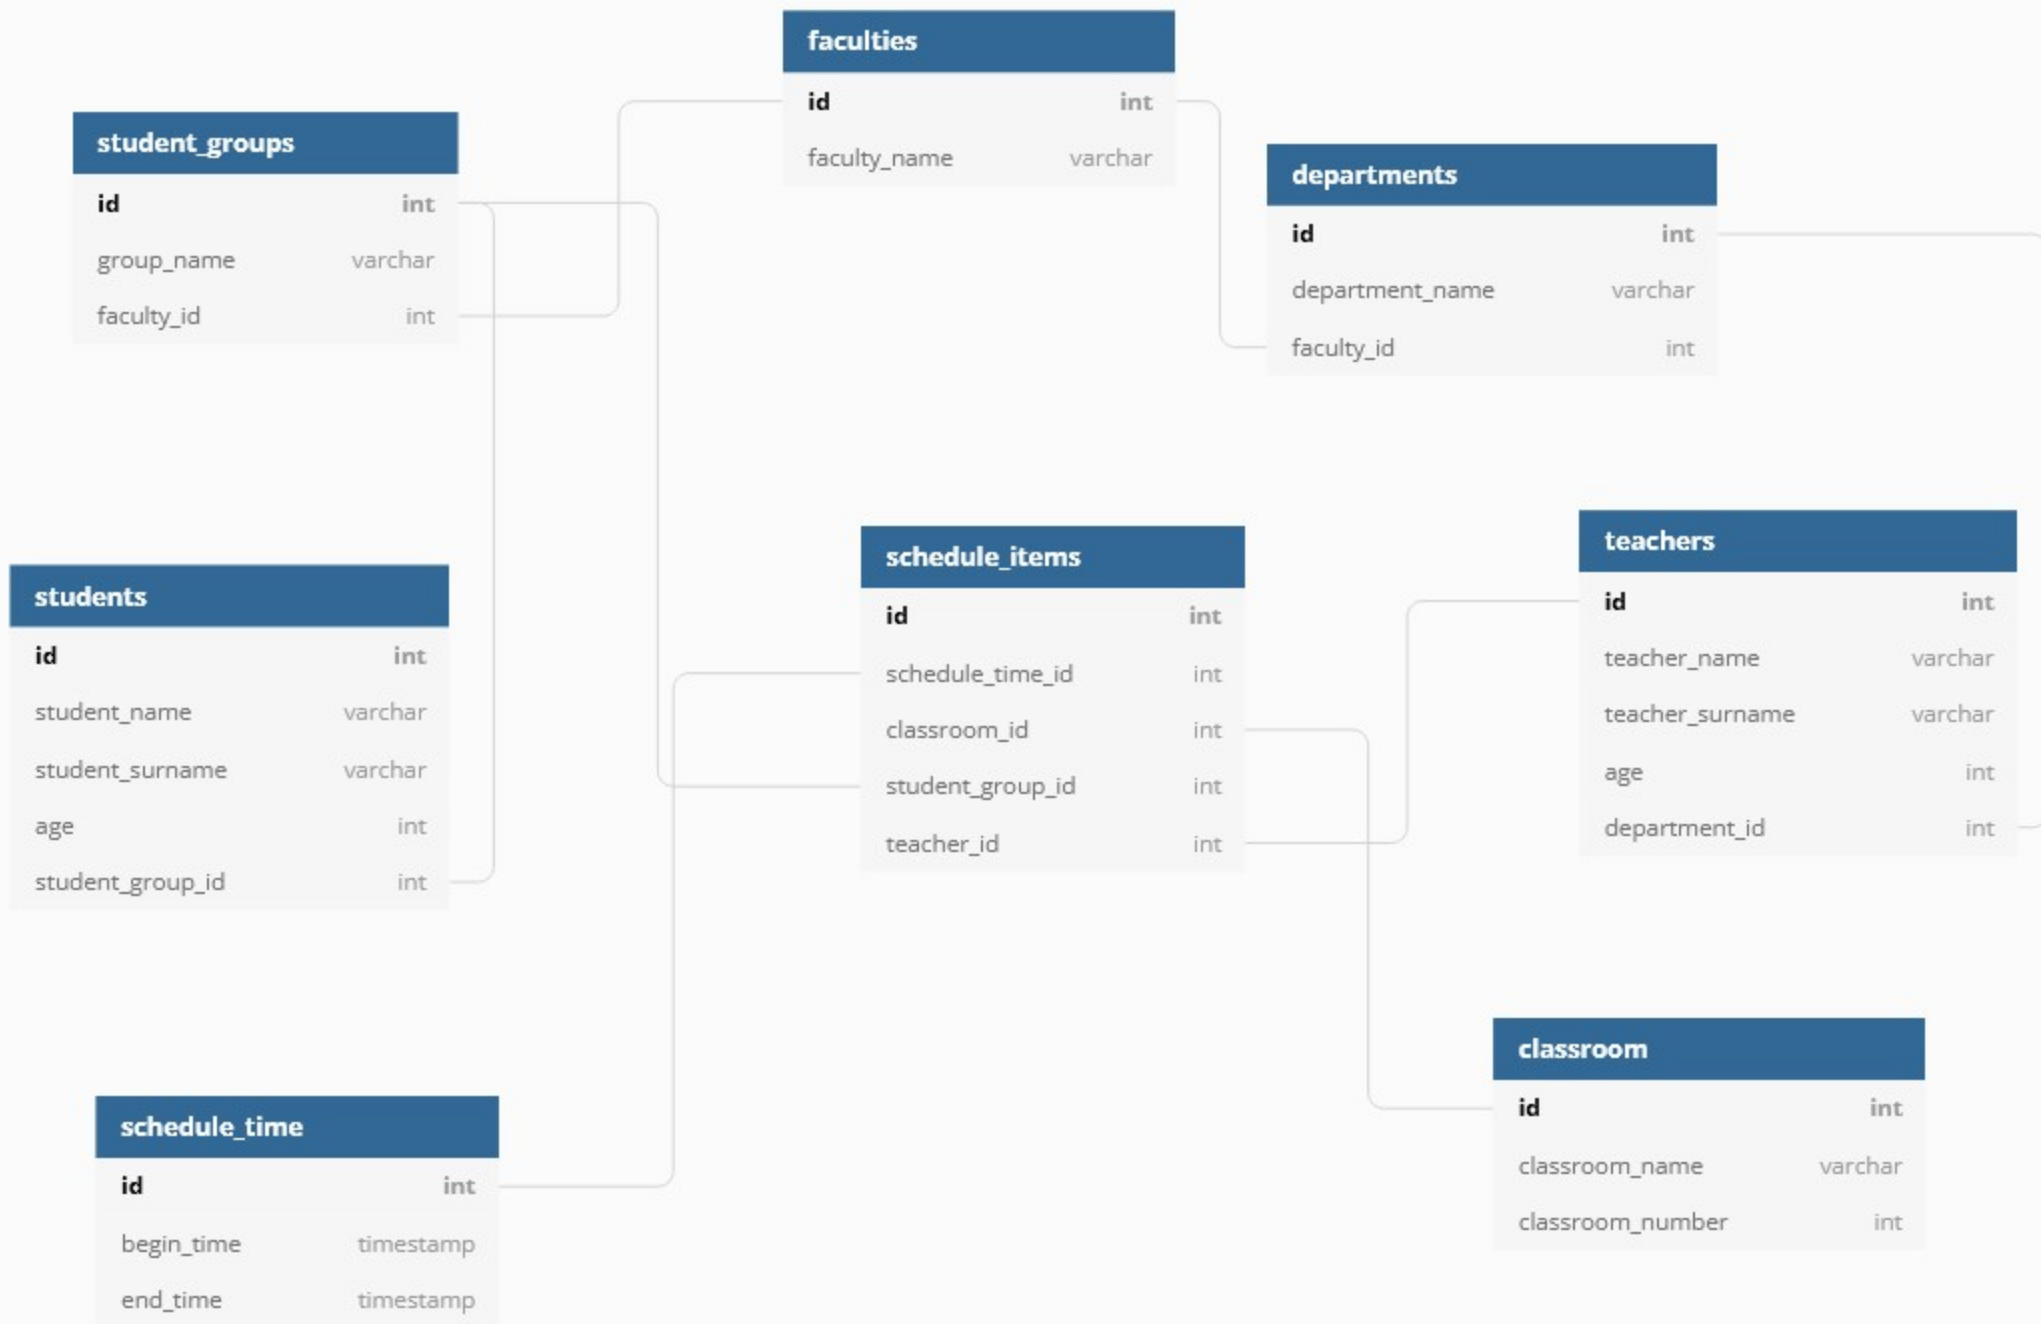 faculties
id int
faculty_name varchar
student_groups
id int
group_name varchar
faculty_id int
departments
id int
department_name varchar
faculty_id int
schedule_items
id int
schedule_time_id int
classroom_id int
student_group_id int
teacher_id int
teachers
id int
teacher_name varchar
teacher_surname varchar
age int
department_id int
students
id int
student_name varchar
student_surname varchar
age int
student_group_id int
classroom
id int
classroom_name varchar
classroom_number int
schedule_time
id int
begin_time timestamp
end_time timestamp